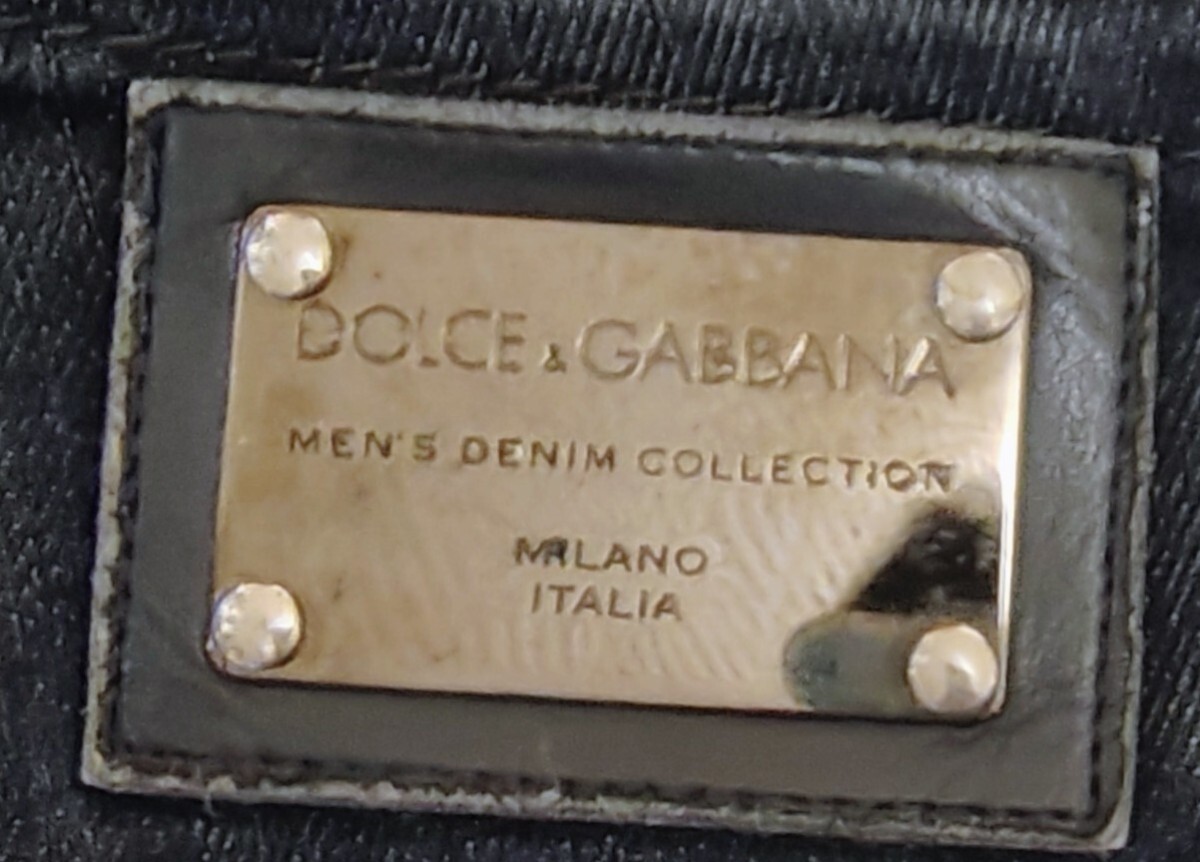 DOLCE & GABBANA
MEN'S DENIM COLLECTION
MILANO
ITALIA